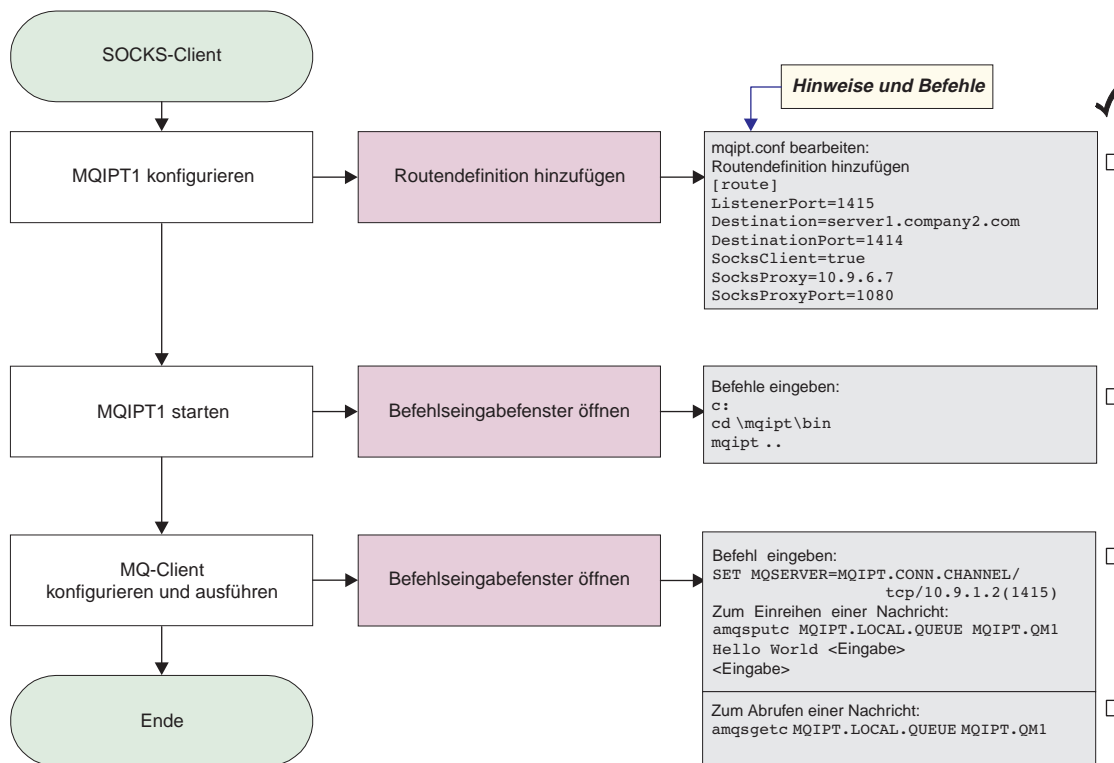 SOCKS-Client
Hinweise und Befehle
MQIPT1 konfigurieren
Routendefinition hinzufügen
mqipt.conf bearbeiten:
Routendefinition hinzufügen
[route]
ListenerPort=1415
Destination=server1.company2.com
DestinationPort=1414
SocksClient=true
SocksProxy=10.9.6.7
SocksProxyPort=1080
MQIPT1 starten
Befehlseingabefenster öffnen
Befehle eingeben:
c:
cd \mqipt\bin
mqipt ..
MQ-Client
konfigurieren und ausführen
Befehlseingabefenster öffnen
Befehl eingeben:
SET MQSERVER=MQIPT.CONN.CHANNEL/
tcp/10.9.1.2(1415)
Zum Einreihen einer Nachricht:
amqsputc MQIPT.LOCAL.QUEUE MQIPT.QM1
Hello World <Eingabe>
<Eingabe>
Ende
Zum Abrufen einer Nachricht:
amqsgetc MQIPT.LOCAL.QUEUE MQIPT.QM1